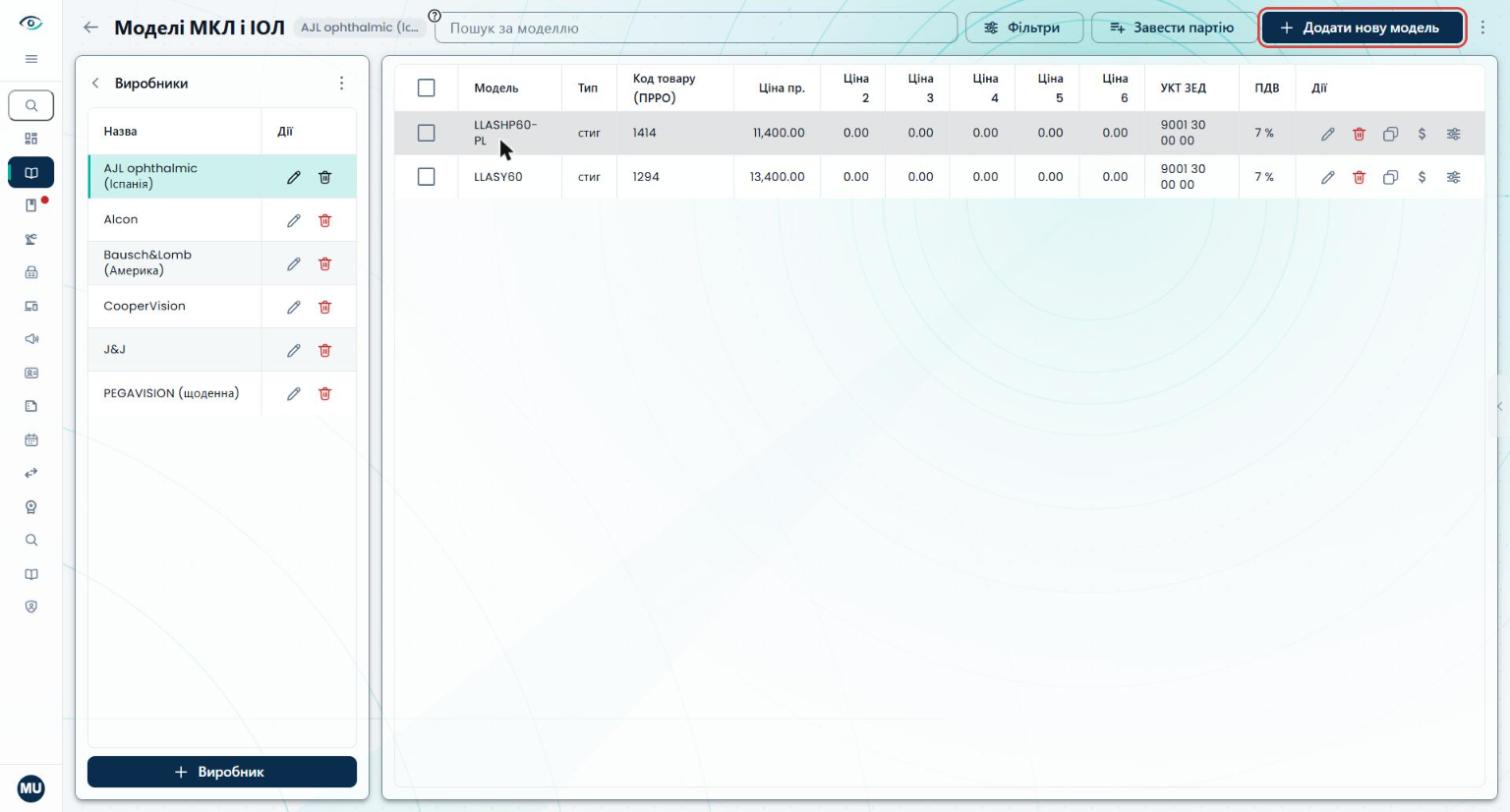 Моделі МКЛ і ІОЛ
AJL ophthalmic (Іс...
?
Пошук за моделлю
Фільтри
Завести партію
Додати нову модель
Виробники
Назва
Дії
AJL ophthalmic
(Іспанія)
Alcon
Bausch&Lomb
(Америка)
CooperVision
J&J
PEGAVISION (щоденна)
Виробник
Модель
Тип
Код товару
(ПРРО)
Ціна пр.
Ціна
2
Ціна
3
Ціна
4
Ціна
5
Ціна
6
УКТ ЗЕД
ПДВ
Дії
LLASHP60-
PL
стиг
1414
11,400.00
0.00
0.00
0.00
0.00
0.00
9001 30
00 00
7 %
$
LLASY60
стиг
1294
13,400.00
0.00
0.00
0.00
0.00
0.00
9001 30
00 00
7 %
$
MU